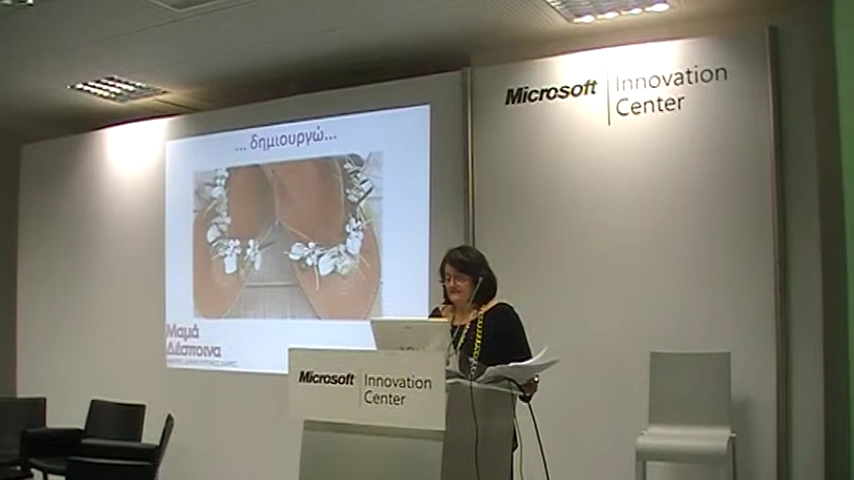 ... δημιουργώ...
Microsoft
Innovation
Center
Μαμά
Δέσποινα
Microsoft
Innovation
Center